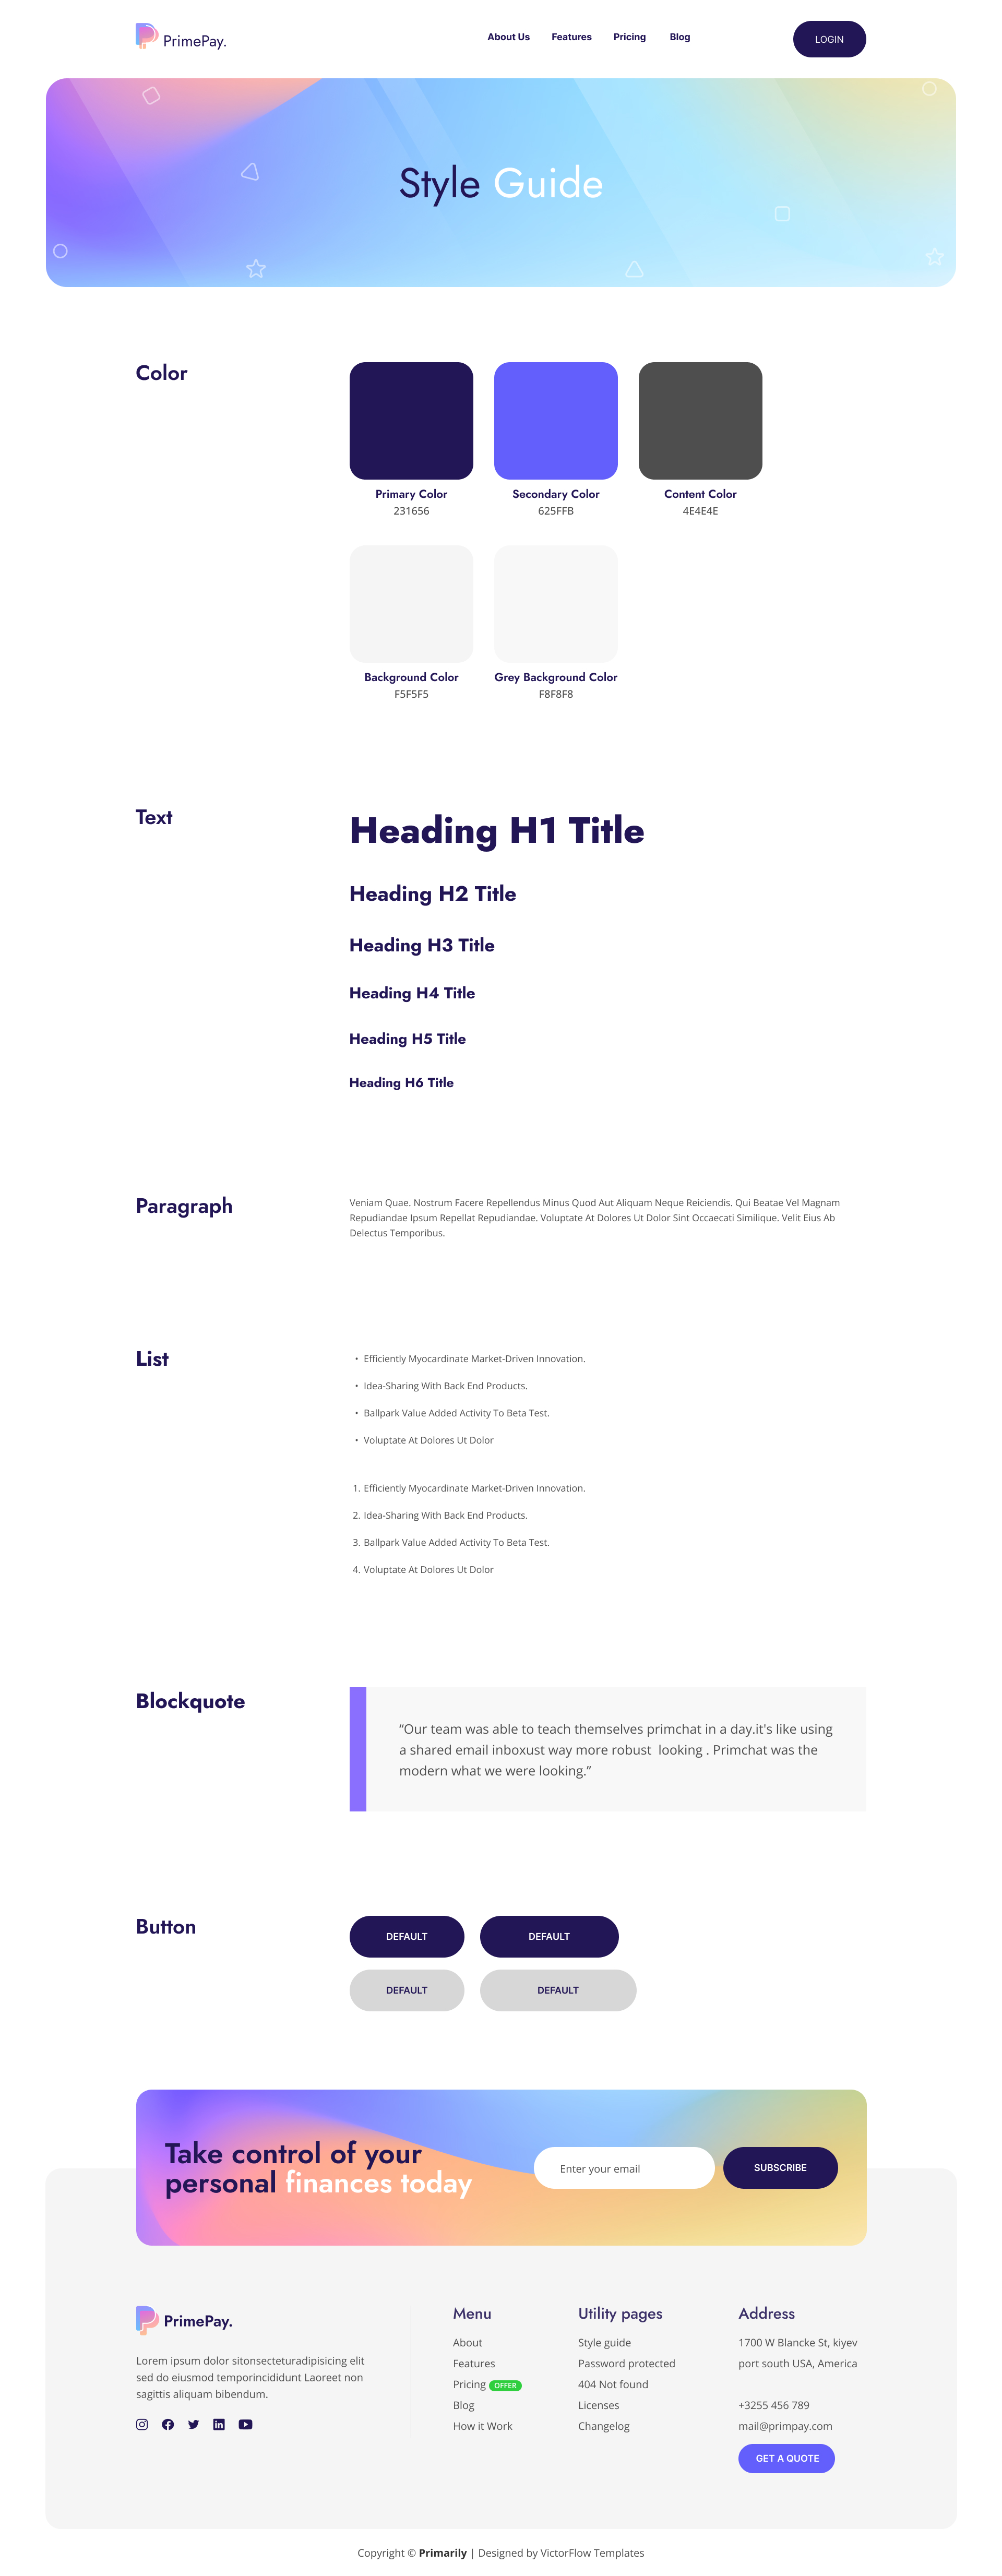 PrimePay.
About Us Features Pricing Blog
LOGIN
Style Guide
Color
Primary Color
231656
Secondary Color
625FFB
Content Color
4E4E4E
Background Color
F5F5F5
Grey Background Color
F8F8F8
Text
Heading H1 Title
Heading H2 Title
Heading H3 Title
Heading H4 Title
Heading H5 Title
Heading H6 Title
Paragraph
Veniam Quae. Nostrum Facere Repellendus Minus Quod Aut Aliquam Neque Reiciendis. Qui Beatae Vel Magnam
Repudiandae Ipsum Repellat Repudiandae. Voluptate At Dolores Ut Dolor Sint Occaecati Similique. Velit Eius Ab
Delectus Temporibus.
List
• Efficiently Myocardinate Market-Driven Innovation.
• Idea-Sharing With Back End Products.
• Ballpark Value Added Activity To Beta Test.
• Voluptate At Dolores Ut Dolor
1. Efficiently Myocardinate Market-Driven Innovation.
2. Idea-Sharing With Back End Products.
3. Ballpark Value Added Activity To Beta Test.
4. Voluptate At Dolores Ut Dolor
Blockquote
“Our team was able to teach themselves primchat in a day.it's like using
a shared email inboxust way more robust  looking . Primchat was the
modern what we were looking.”
Button
DEFAULT DEFAULT
DEFAULT DEFAULT
Take control of your
personal finances today
Enter your email
SUBSCRIBE
PrimePay.
Lorem ipsum dolor sitonsecteturadipisicing elit
sed do eiusmod temporincididunt Laoreet non
sagittis aliquam bibendum.
Menu
About
Features
Pricing OFFER
Blog
How it Work
Utility pages
Style guide
Password protected
404 Not found
Licenses
Changelog
Address
1700 W Blancke St, kiyev
port south USA, America
+3255 456 789
mail@primpay.com
GET A QUOTE
Copyright © Primarily | Designed by VictorFlow Templates